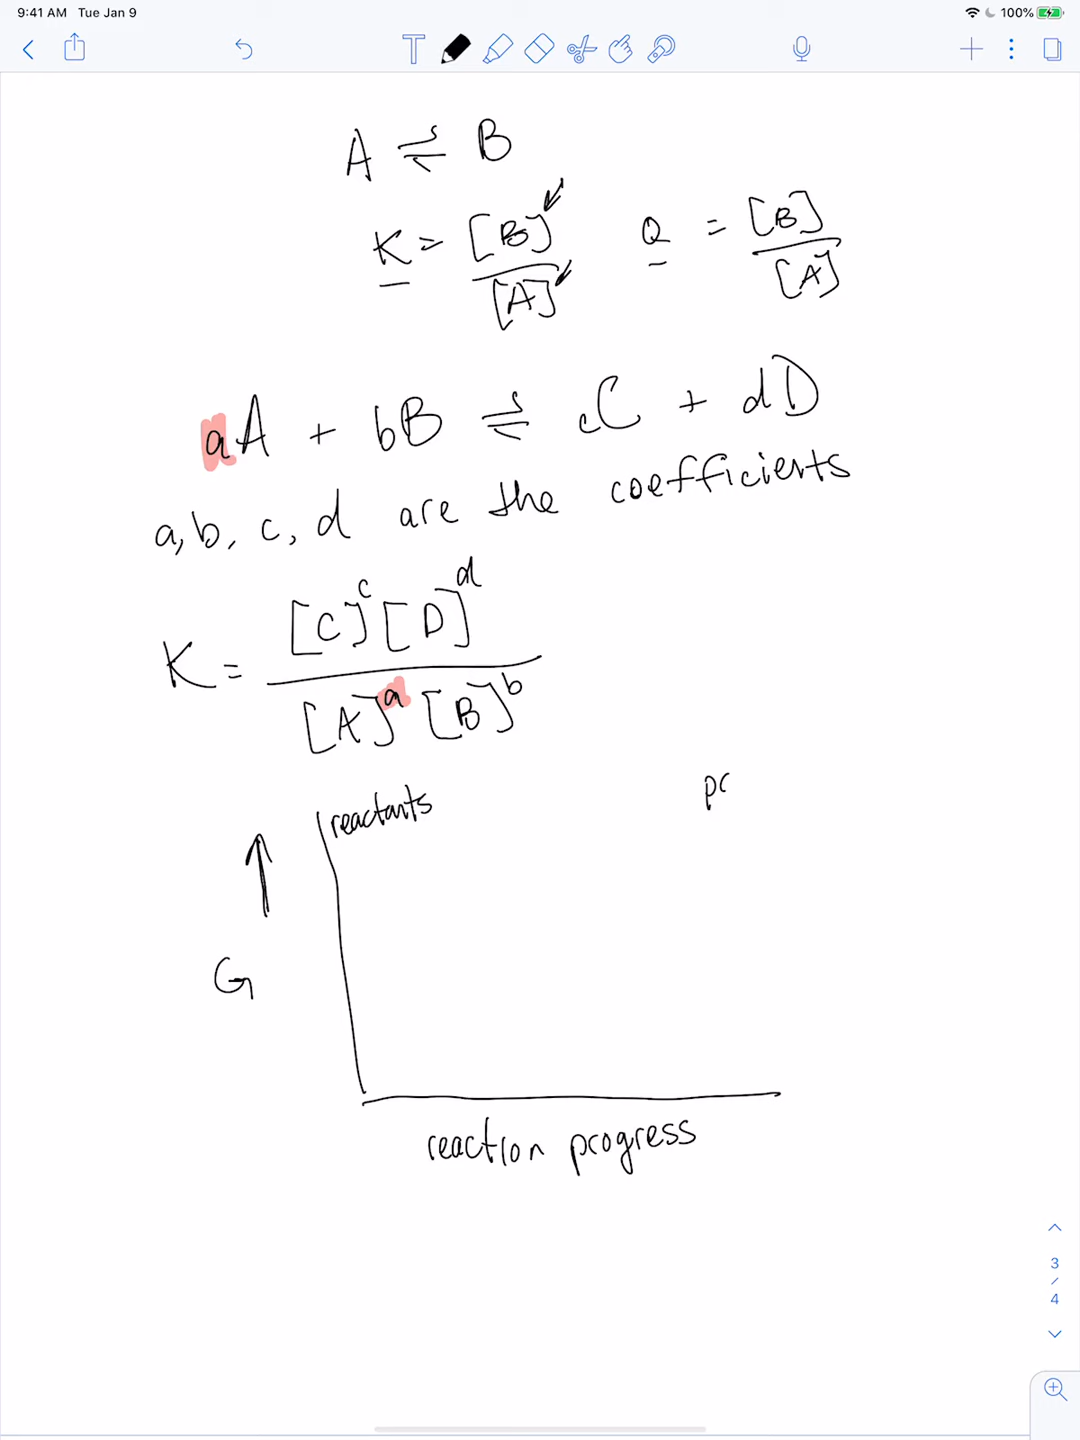 9:41 AM Tue Jan 9
100%
T
A ⇌ B
K = [B] / [A] Q = [B] / [A]
aA + bB ⇌ cC + dD
a, b, c, d are the coefficients
K = [C]^c [D]^d / [A]^a [B]^b
reactants
G
reaction progress
3
/
4